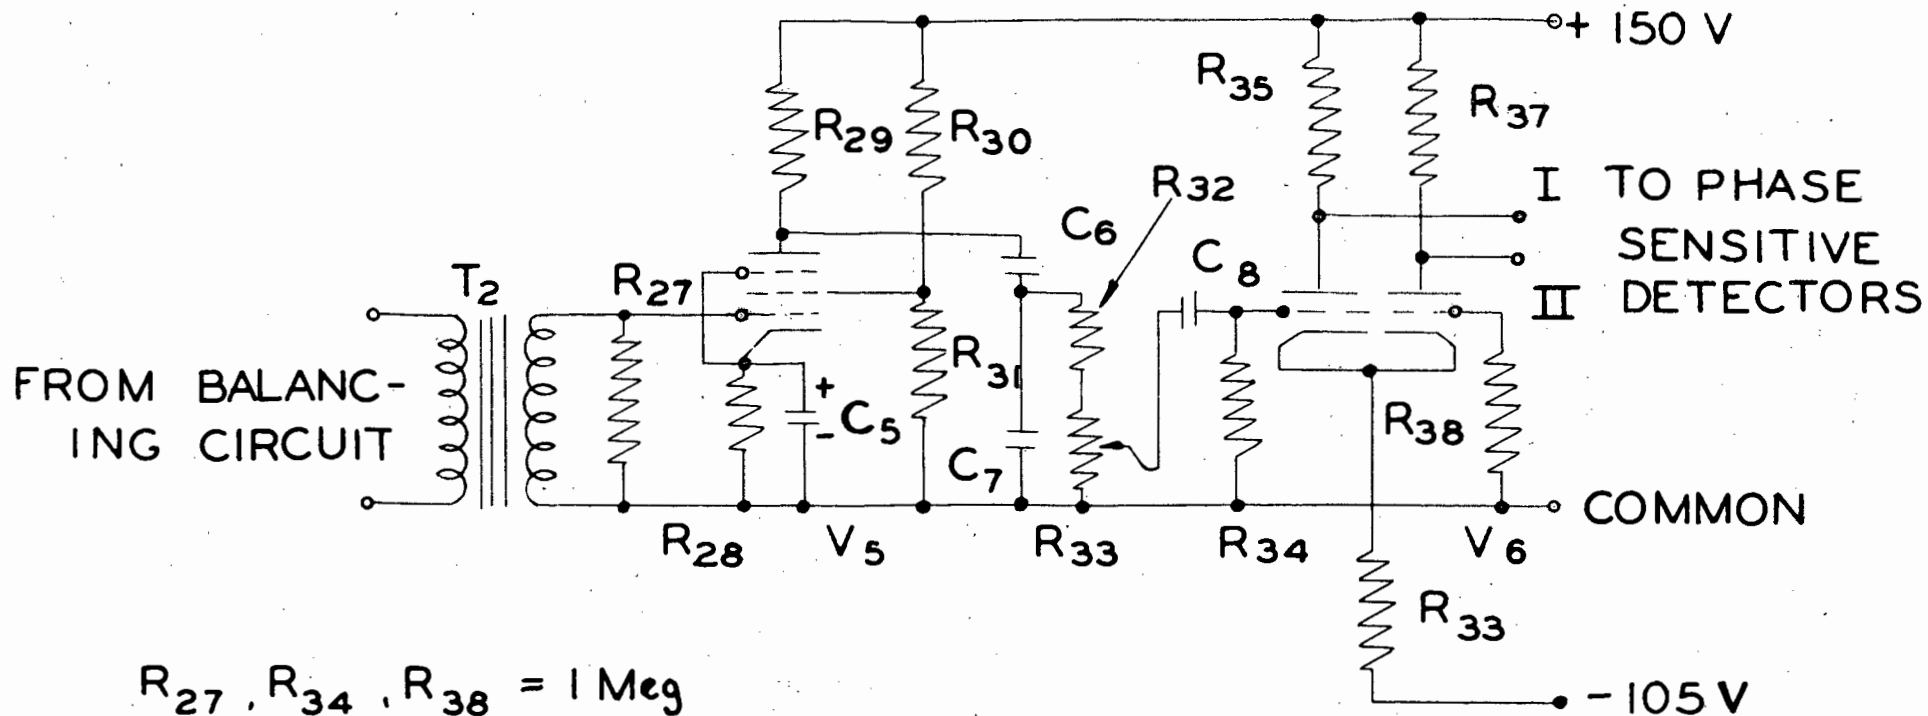 + 150 V
R35
R37
R29
R30
R32
I TO PHASE
SENSITIVE
II DETECTORS
C6
C8
T2
R27
R31
FROM BALANC-
ING CIRCUIT
+
- C5
R38
C7
COMMON
R28
V5
R33
R34
V6
R33
R27, R34, R38 = 1 Meg
- 105 V